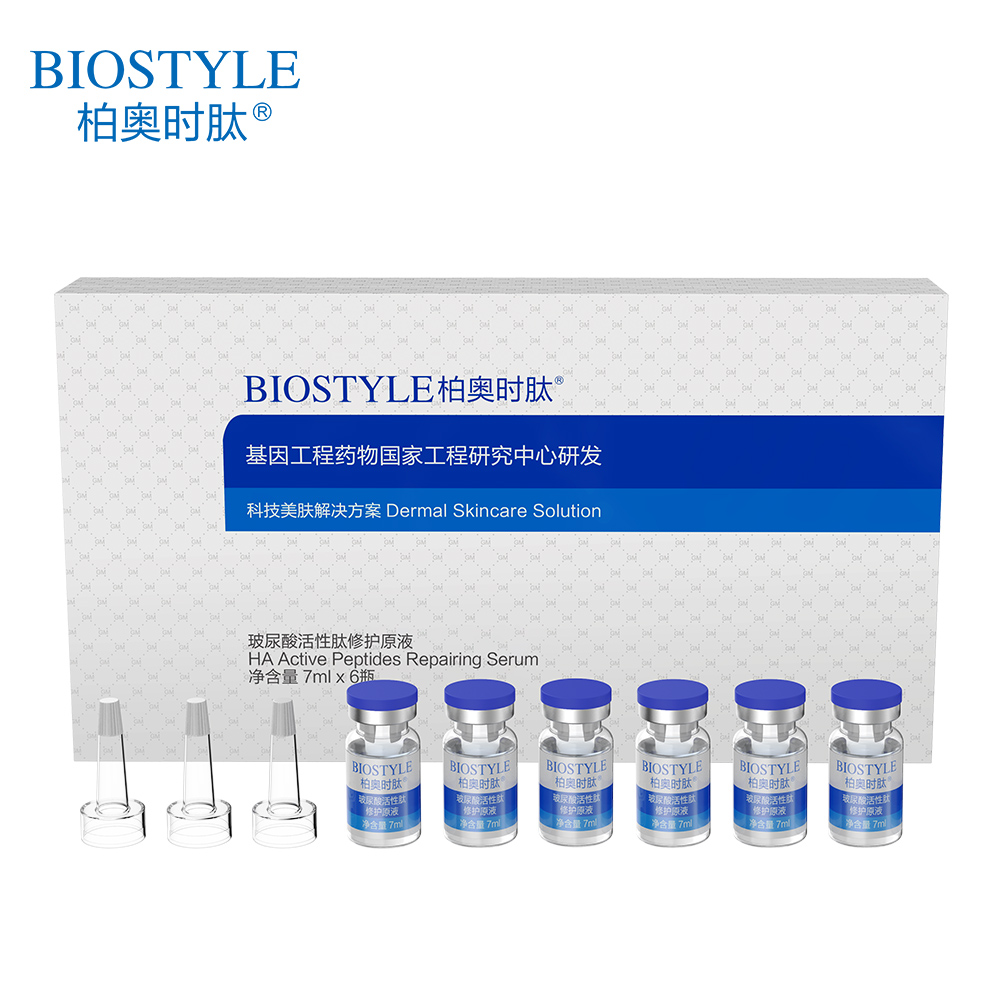 BIOSTYLE
柏奥时肽®
BIOSTYLE柏奥时肽®
基因工程药物国家工程研究中心研发
科技美肤解决方案 Dermal Skincare Solution
玻尿酸活性肽修护原液
HA Active Peptides Repairing Serum
净含量 7ml x 6瓶
BIOSTYLE
柏奥时肽®
玻尿酸活性肽
修护原液
净含量 7ml
BIOSTYLE
柏奥时肽®
玻尿酸活性肽
修护原液
净含量 7ml
BIOSTYLE
柏奥时肽®
玻尿酸活性肽
修护原液
净含量 7ml
BIOSTYLE
柏奥时肽®
玻尿酸活性肽
修护原液
净含量 7ml
BIOSTYLE
柏奥时肽®
玻尿酸活性肽
修护原液
净含量 7ml
BIOSTYLE
柏奥时肽®
玻尿酸活性肽
修护原液
净含量 7ml